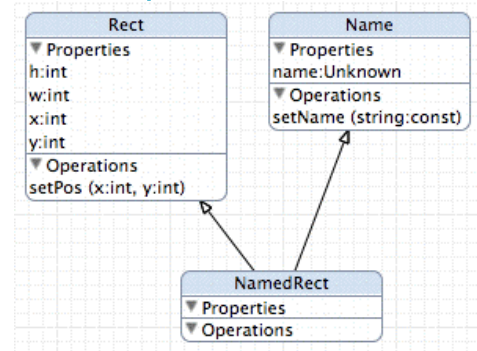 Rect
Properties
h:int
w:int
x:int
y:int
Operations
setPos (x:int, y:int)
Name
Properties
name:Unknown
Operations
setName (string:const)
NamedRect
Properties
Operations